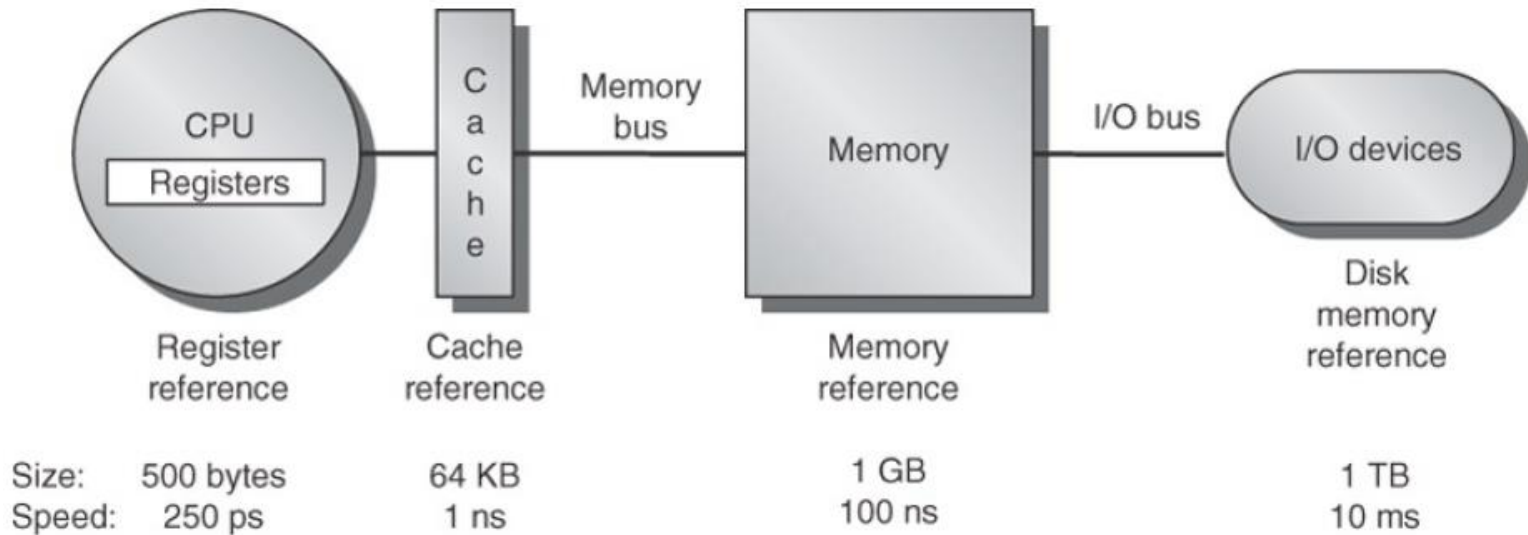 CPU
Registers
C
a
c
h
e
Memory
bus
Memory
I/O bus
I/O devices
Register
reference
Cache
reference
Memory
reference
Disk
memory
reference
Size: 500 bytes 64 KB 1 GB 1 TB
Speed: 250 ps 1 ns 100 ns 10 ms